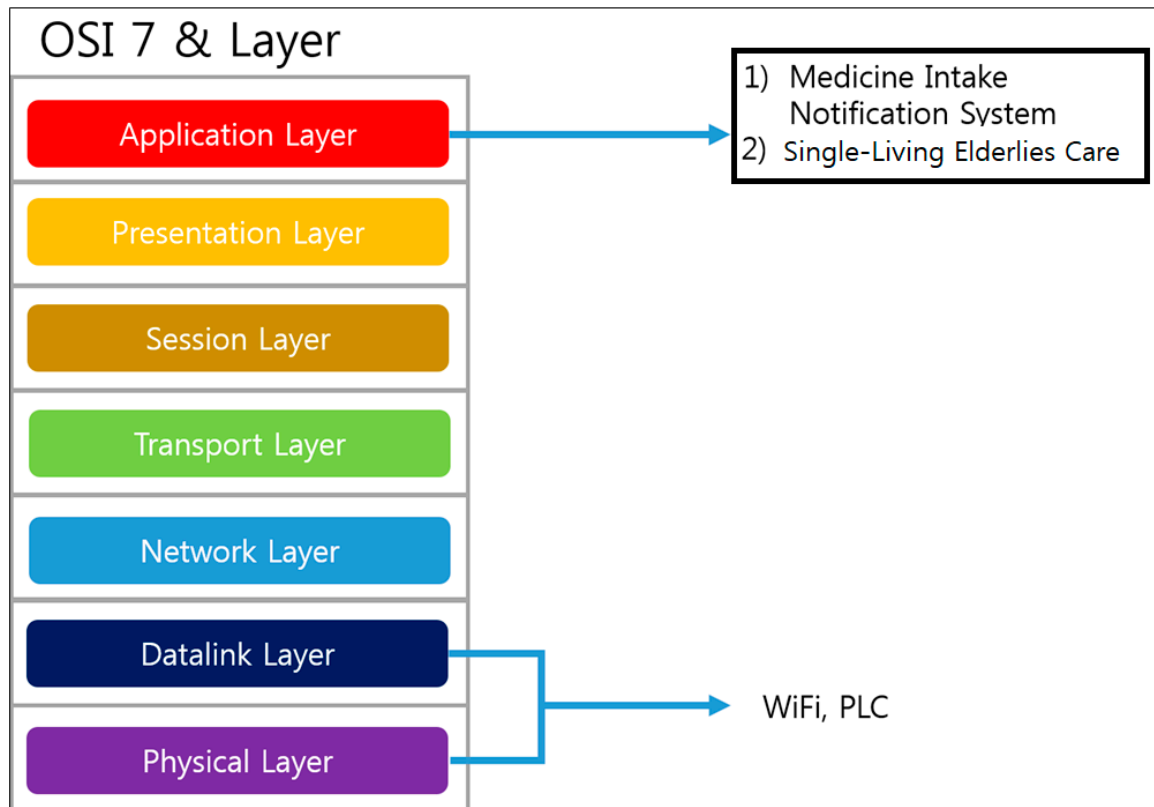 OSI 7 & Layer
Application Layer
1) Medicine Intake
Notification System
2) Single-Living Elderlies Care
Presentation Layer
Session Layer
Transport Layer
Network Layer
Datalink Layer
WiFi, PLC
Physical Layer